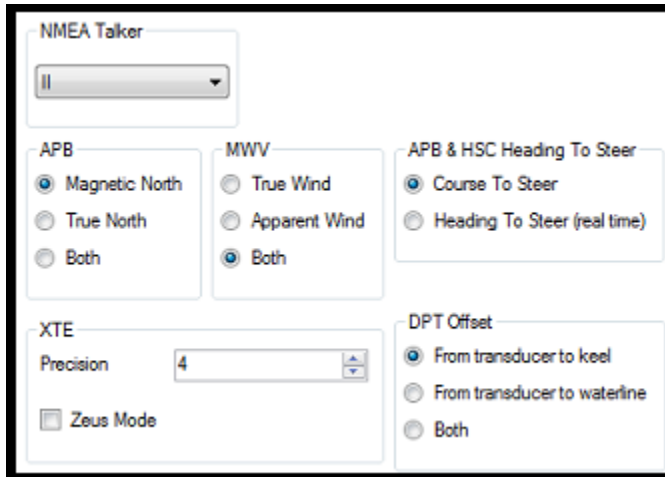 NMEA Talker
II
APB
Magnetic North
True North
Both
MWV
True Wind
Apparent Wind
Both
APB & HSC Heading To Steer
Course To Steer
Heading To Steer (real time)
XTE
Precision 4
Zeus Mode
DPT Offset
From transducer to keel
From transducer to waterline
Both